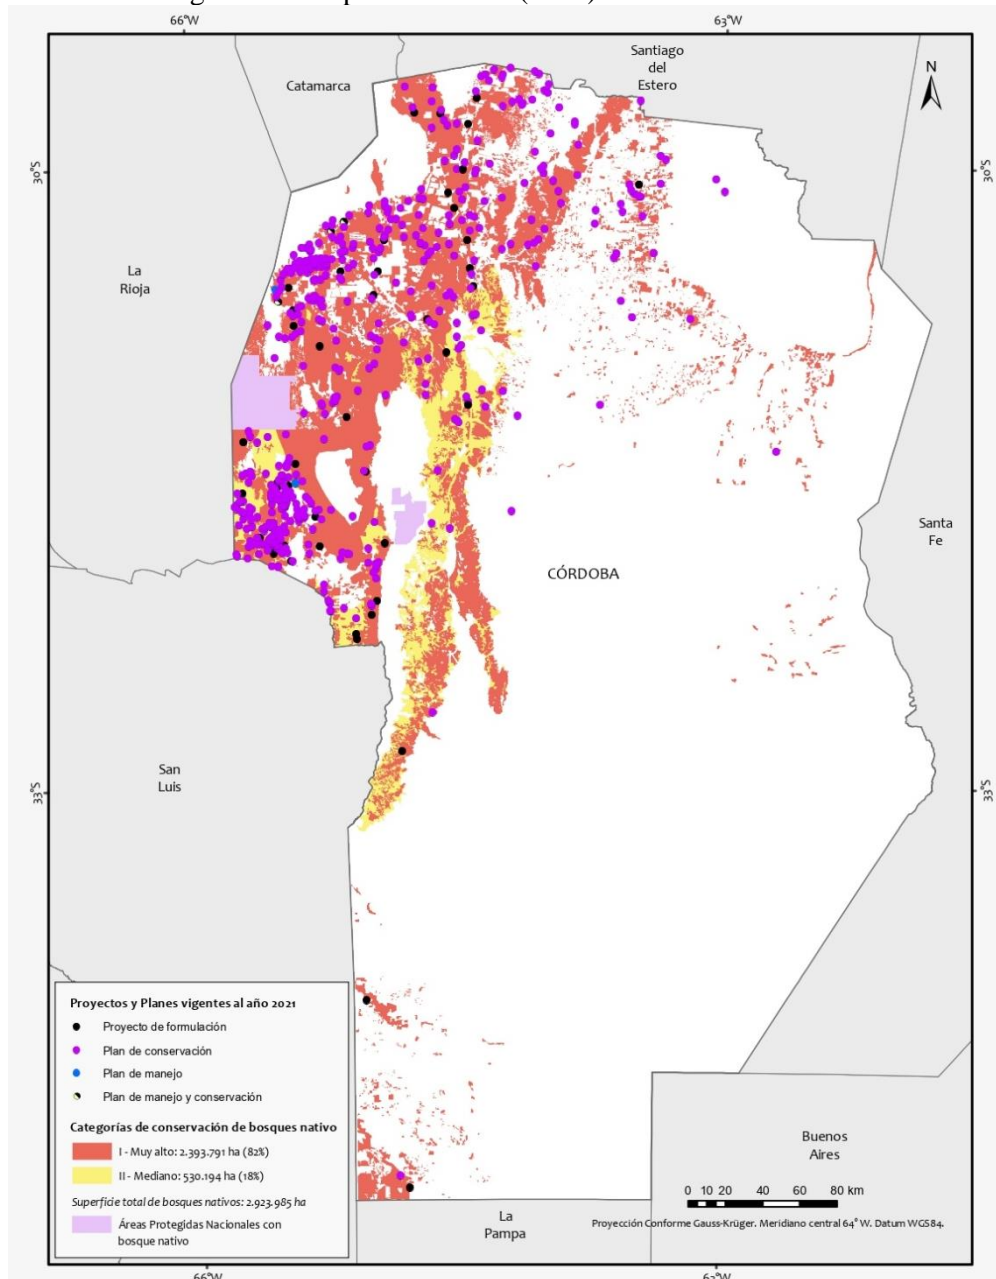 66°W
63°W
Santiago
del
Estero
Catamarca
N
30°S
30°S
La
Rioja
Santa
Fe
CÓRDOBA
San
Luis
33°S
33°S
Proyectos y Planes vigentes al año 2021
Proyecto de formulación
Plan de conservación
Plan de manejo
Plan de manejo y conservación
Categorías de conservación de bosques nativo
I - Muy alto: 2.393.791 ha (82%)
II - Mediano: 530.194 ha (18%)
Superficie total de bosques nativos: 2.923.985 ha
Áreas Protegidas Nacionales con
bosque nativo
Buenos
Aires
La
Pampa
0 10 20 40 60 80 km
Proyección Conforme Gauss-Krüger. Meridiano central 64° W. Datum WGS84.